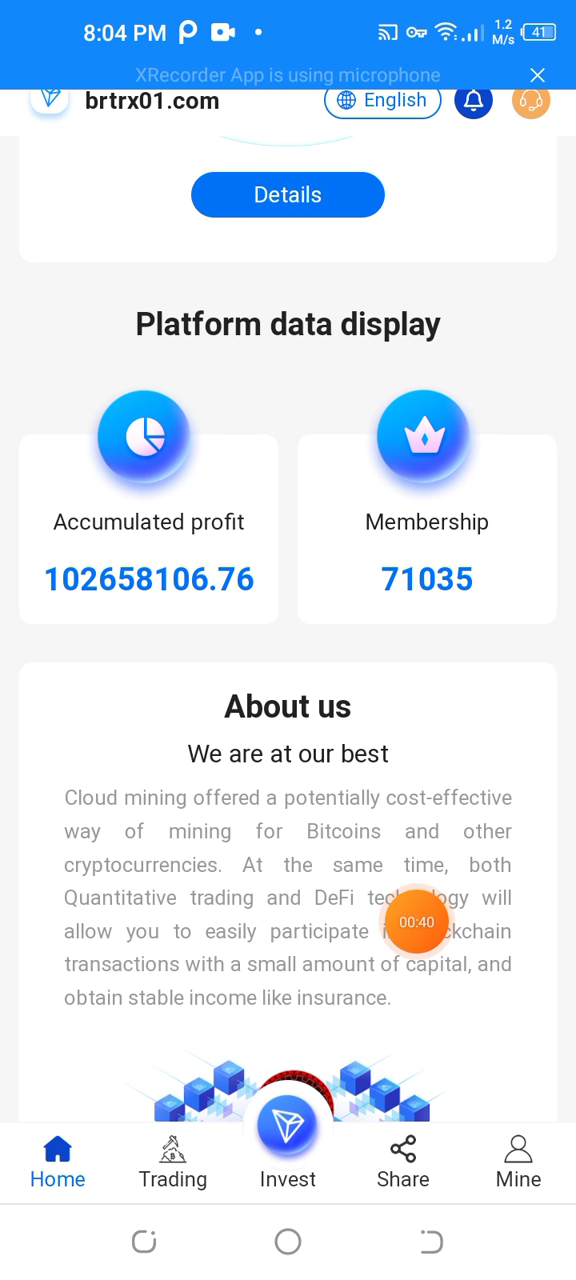 8:04 PM
1.2
M/s
41
XRecorder App is using microphone
brtrx01.com
English
Details
Platform data display
Accumulated profit
Membership
102658106.76
71035
About us
We are at our best
Cloud mining offered a potentially cost-effective
way of mining for Bitcoins and other
cryptocurrencies. At the same time, both
Quantitative trading and DeFi will
allow you to easily participate
00:40
transactions with a small amount of capital, and
obtain stable income like insurance.
Home
Trading
Invest
Share
Mine